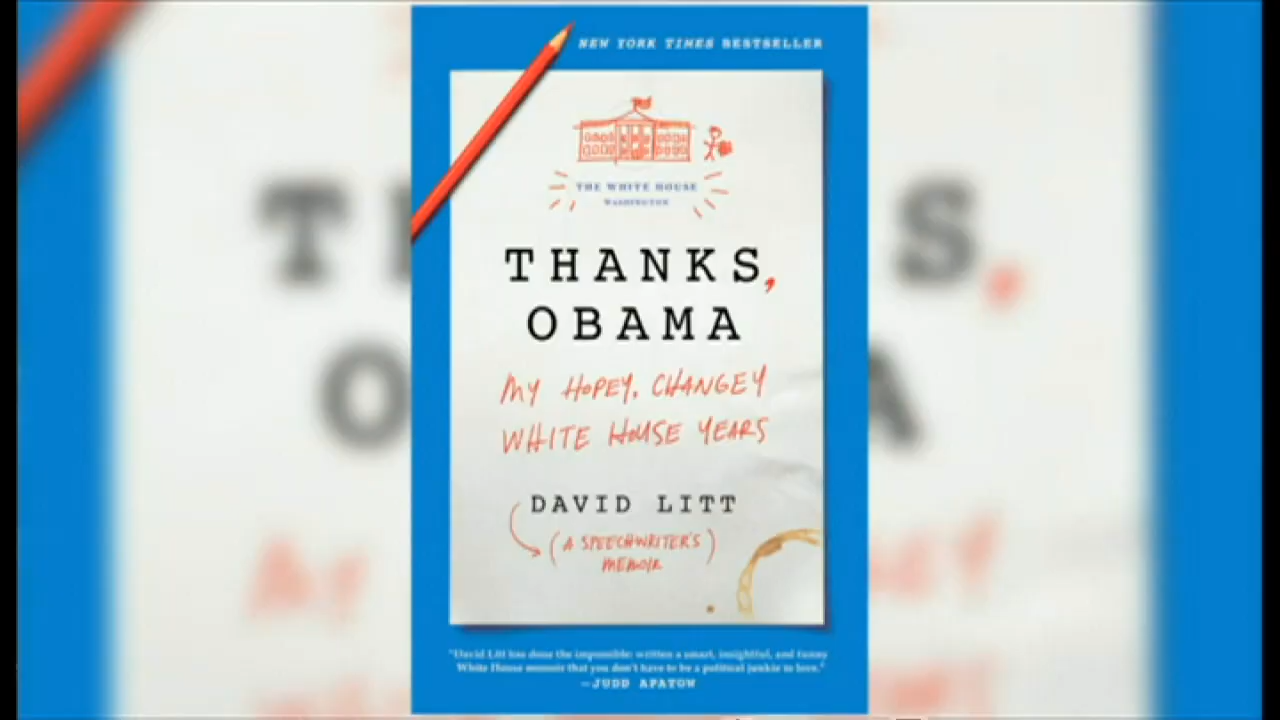 NEW YORK TIMES BESTSELLER
THE WHITE HOUSE
WASHINGTON
THANKS,
OBAMA
MY HOPEY, CHANGEY
WHITE HOUSE YEARS
DAVID LITT
(A SPEECHWRITER'S
MEMOIR)
"David Litt has done the impossible: written a smart, insightful, and funny
White House memoir that you don't have to be a political junkie to love."
—JUDD APATOW